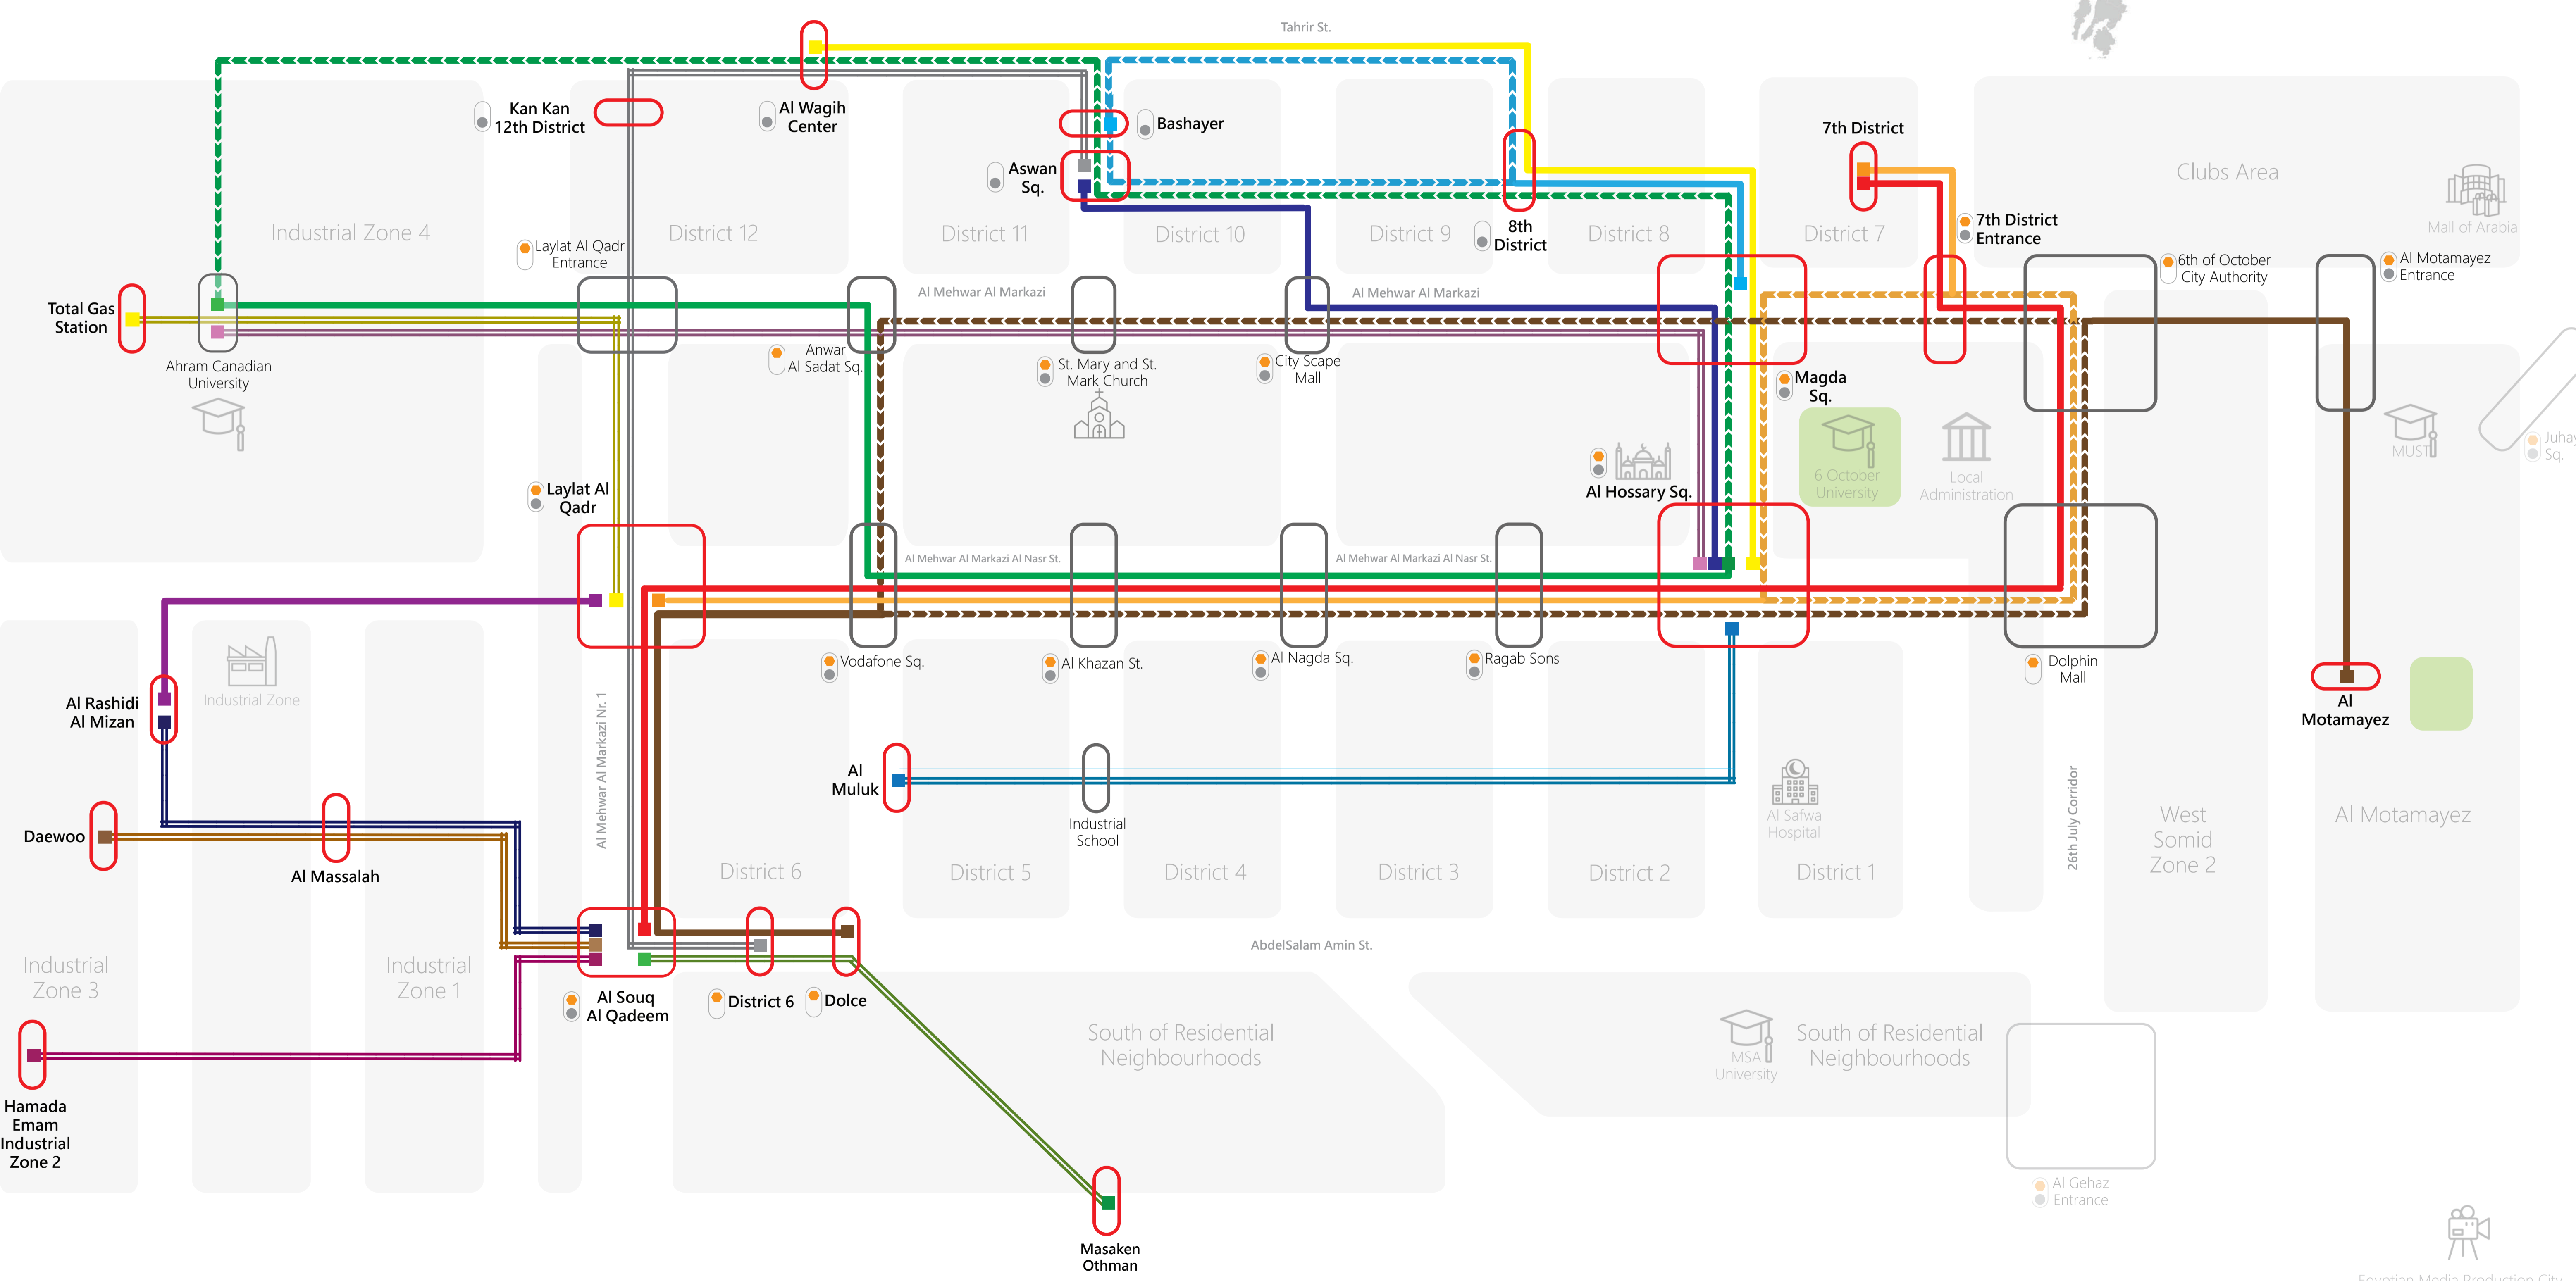 Tahrir St.
Kan Kan
12th District
Al Wagih
Center
Bashayer
Aswan
Sq.
7th District
Clubs Area
Mall of Arabia
Industrial Zone 4
District 12
District 11
District 10
District 9
District 8
District 7
8th
District
7th District
Entrance
Laylat Al Qadr
Entrance
6th of October
City Authority
Al Motamayez
Entrance
Al Mehwar Al Markazi
Al Mehwar Al Markazi
Total Gas
Station
Ahram Canadian
University
Anwar
Al Sadat Sq.
St. Mary and St.
Mark Church
City Scape
Mall
Magda
Sq.
6 October
University
Local
Administration
MUST
Sq.
Laylat Al
Qadr
Al Hossary Sq.
Al Mehwar Al Markazi Al Nasr St.
Al Mehwar Al Markazi Al Nasr St.
Vodafone Sq.
Al Khazan St.
Al Nagda Sq.
Ragab Sons
Dolphin
Mall
Industrial Zone
Al Rashidi
Al Mizan
Al Mehwar Al Markazi Nr. 1
Al
Motamayez
Al
Muluk
Industrial
School
Al Safwa
Hospital
26th July Corridor
West
Somid
Zone 2
Al Motamayez
Daewoo
Al Massalah
District 6
District 5
District 4
District 3
District 2
District 1
AbdelSalam Amin St.
Industrial
Zone 3
Industrial
Zone 1
Al Souq
Al Qadeem
District 6
Dolce
South of Residential
Neighbourhoods
MSA
University
South of Residential
Neighbourhoods
Hamada
Emam
Industrial
Zone 2
Al Gehaz
Entrance
Masaken
Othman
Egyptian Media Production City